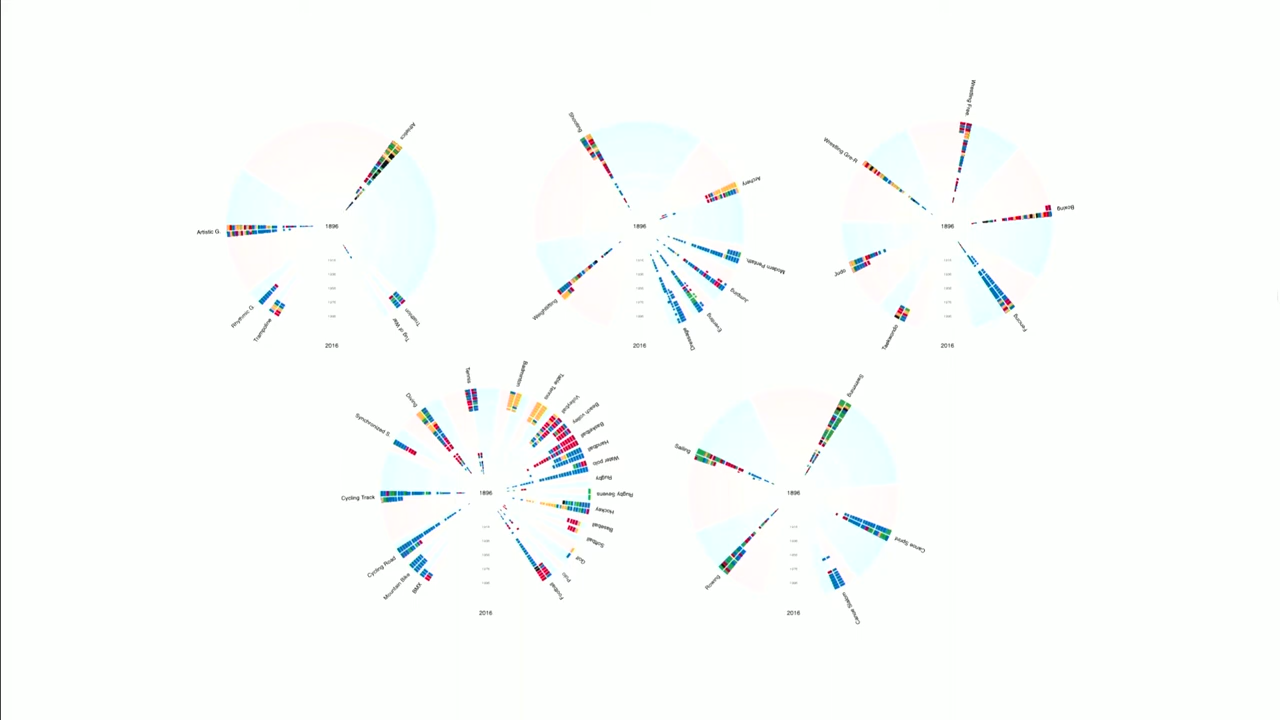 Athletics
Artistic G.
1896
Rhythmic G.
Trampoline
Triathlon
Tug of War
2016
Shooting
Archery
1896
Modern Pentath.
Jumping
Eventing
Dressage
Weightlifting
2016
Wrestling Free.
Wrestling Gre-R
Boxing
1896
Judo
Fencing
Taekwondo
2016
Synchronized S.
Diving
Tennis
Badminton
Table Tennis
Volleyball
Beach volley
Basketball
Handball
Water polo
Rugby
Rugby Sevens
Hockey
Baseball
Softball
Golf
Polo
Football
Cycling Track
1896
Cycling Road
Mountain Bike
BMX
2016
Swimming
Sailing
1896
Canoe Sprint
Canoe Slalom
Rowing
2016